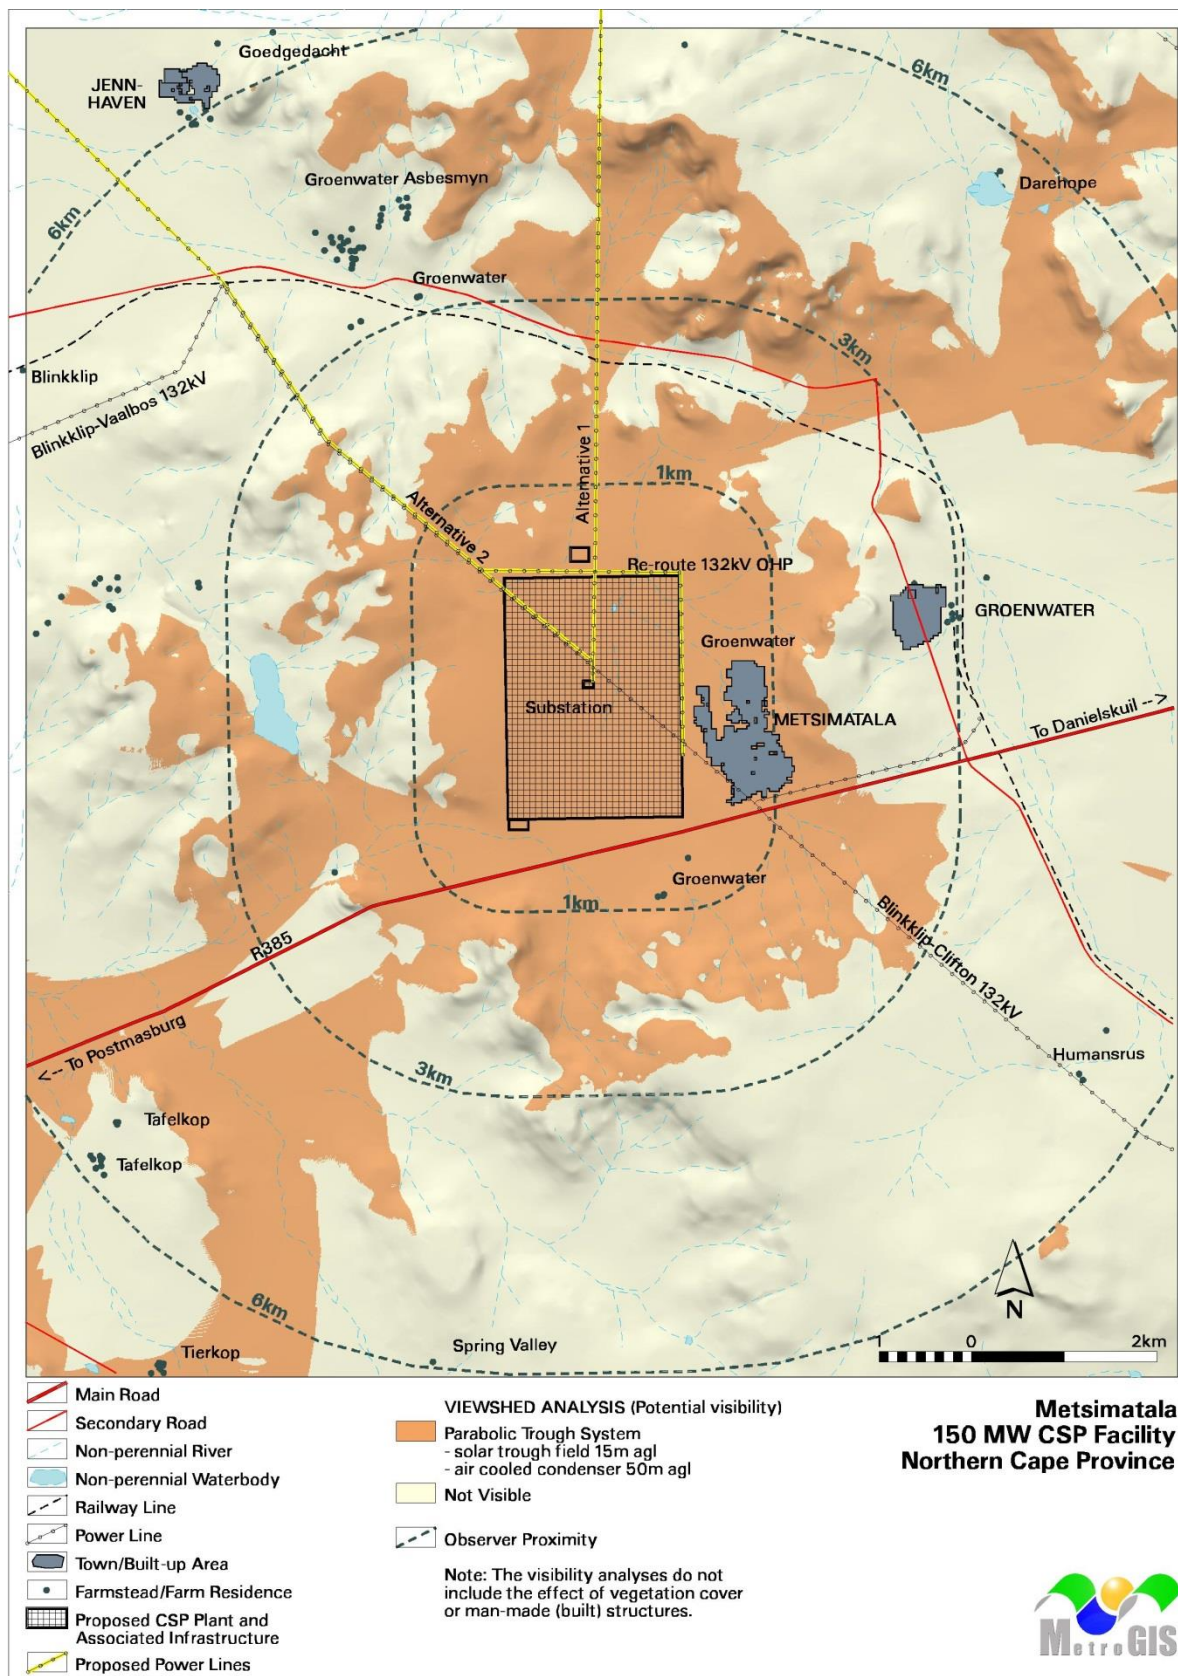 Goedgedacht
JENN-
HAVEN
6km
Groenwater Asbesmyn
Darehope
6km
Groenwater
3km
Blinkklip
Blinkklip-Vaalbos 132kV
Alternative 1
1km
Alternative 2
Re-route 132kV OHP
GROENWATER
Groenwater
Substation
METSIMATALA
To Danielskuil -->
Groenwater
1km
Blinkklip-Clifton 132kV
R385
<-- To Postmasburg
Humansrus
3km
Tafelkop
Tafelkop
N
6km
Spring Valley
Tierkop
1 0 2km
Main Road
Secondary Road
Non-perennial River
Non-perennial Waterbody
Railway Line
Power Line
Town/Built-up Area
Farmstead/Farm Residence
Proposed CSP Plant and
Associated Infrastructure
Proposed Power Lines
VIEWSHED ANALYSIS (Potential visibility)
Parabolic Trough System
- solar trough field 15m agl
- air cooled condenser 50m agl
Not Visible
Observer Proximity
Note: The visibility analyses do not
include the effect of vegetation cover
or man-made (built) structures.
Metsimatala
150 MW CSP Facility
Northern Cape Province
MetroGIS